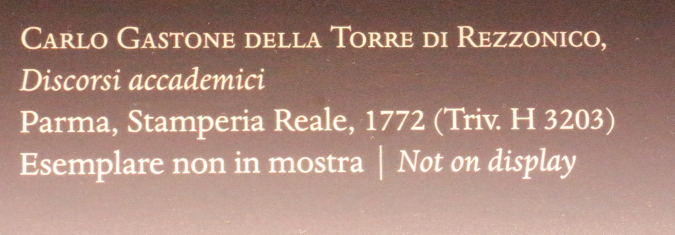 Carlo Gastone della Torre di Rezzonico,
Discorsi accademici
Parma, Stamperia Reale, 1772 (Triv. H 3203)
Esemplare non in mostra | Not on display